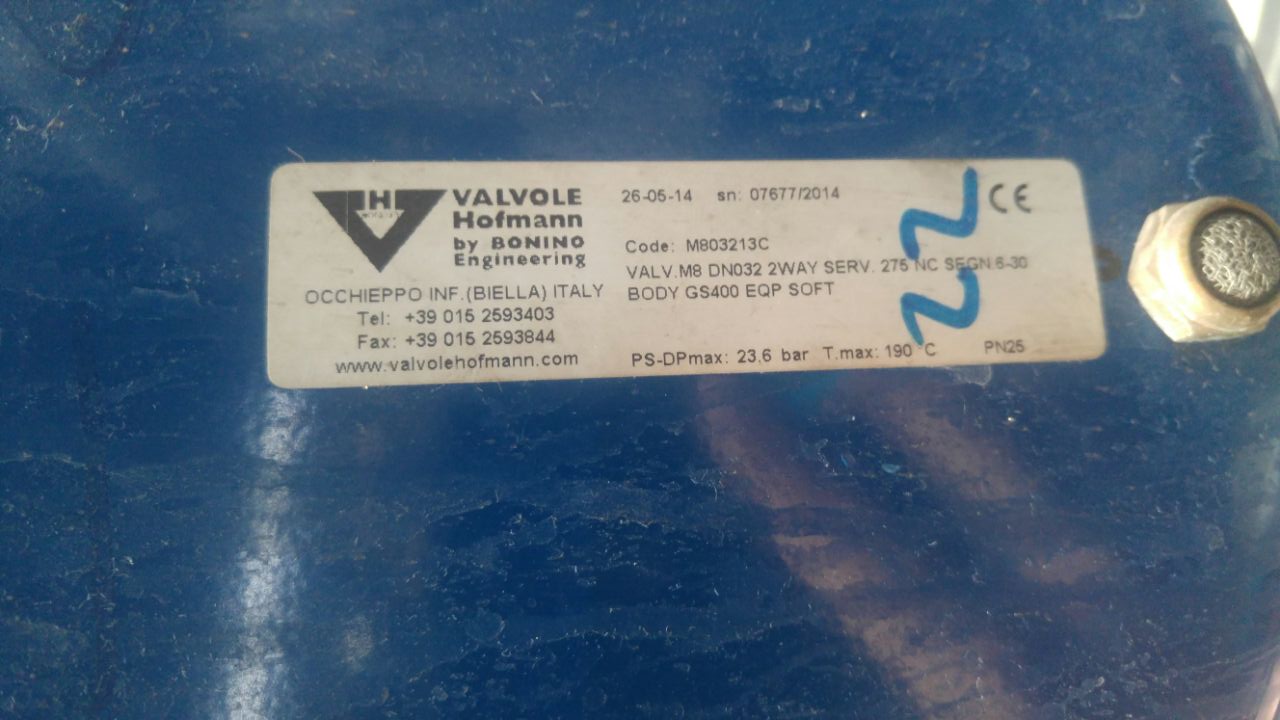 H
VALVOLE
Hofmann
by BONINO
Engineering
OCCHIEPPO INF.(BIELLA) ITALY
Tel: +39 015 2593403
Fax: +39 015 2593844
www.valvolehofmann.com
26-05-14 sn: 07677/2014
Code: M803213C
VALV.M8 DN032 2WAY SERV. 275 NC SEGN.6-30
BODY GS400 EQP SOFT
PS-DPmax: 23,6 bar T.max: 190 °C PN25
CE
22